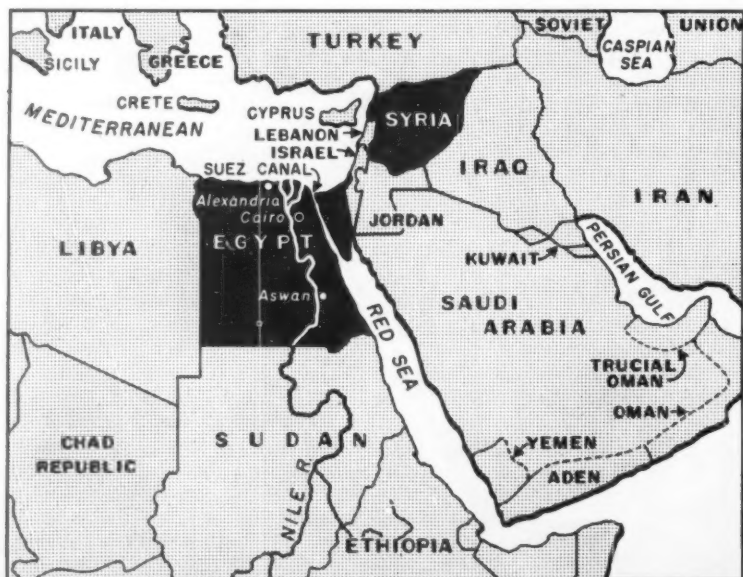 ITALY
SICILY
GREECE
TURKEY
SOVIET UNION
CASPIAN
SEA
CRETE
MEDITERRANEAN
CYPRUS
LEBANON
ISRAEL
SYRIA
SUEZ CANAL
Alexandria
Cairo
EGYPT
Aswan
JORDAN
IRAQ
IRAN
LIBYA
KUWAIT
PERSIAN GULF
SAUDI
ARABIA
RED SEA
TRUCIAL
OMAN
OMAN
YEMEN
ADEN
CHAD
REPUBLIC
SUDAN
NILE R.
ETHIOPIA